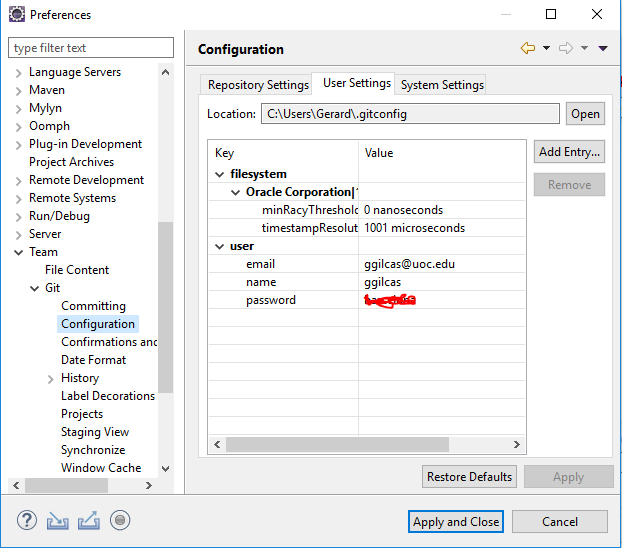 Preferences
type filter text
Language Servers
Maven
Mylyn
Oomph
Plug-in Development
Project Archives
Remote Development
Remote Systems
Run/Debug
Server
Team
File Content
Git
Committing
Configuration
Confirmations and
Date Format
History
Label Decorations
Projects
Staging View
Synchronize
Window Cache
Configuration
Repository Settings User Settings System Settings
Location: C:\Users\Gerard\.gitconfig Open
Key Value
Add Entry...
Remove
filesystem
Oracle Corporation|
minRacyThreshold 0 nanoseconds
timestampResolut 1001 microseconds
user
email ggilcas@uoc.edu
name ggilcas
password
Restore Defaults Apply
Apply and Close Cancel